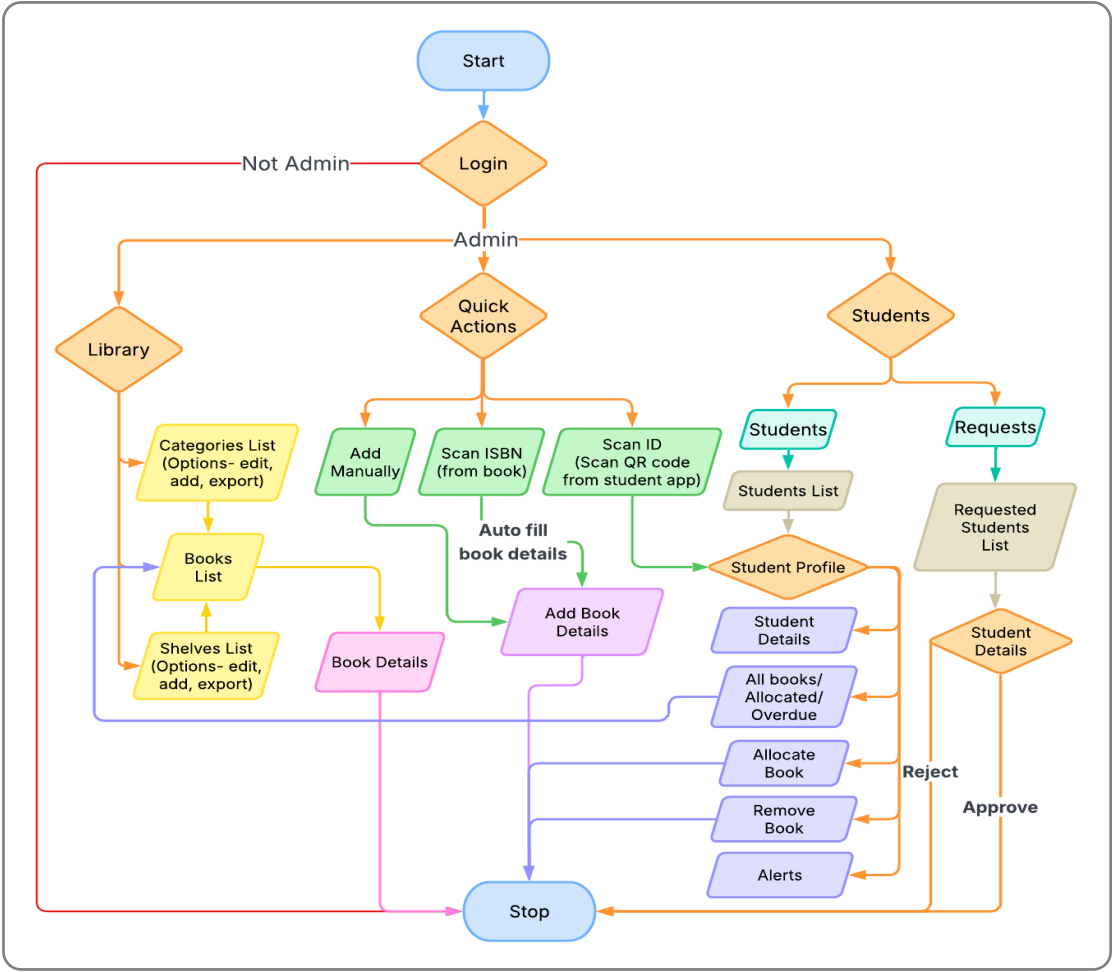 Start
Login
Not Admin
Admin
Quick
Actions
Students
Library
Categories List
(Options- edit,
add, export)
Books
List
Shelves List
(Options- edit,
add, export)
Book Details
Add
Manually
Scan ISBN
(from book)
Scan ID
(Scan QR code
from student app)
Auto fill
book details
Add Book
Details
Students
Students List
Student Profile
Student
Details
All books/
Allocated/
Overdue
Allocate
Book
Remove
Book
Alerts
Requests
Requested
Students
List
Student
Details
Reject
Approve
Stop